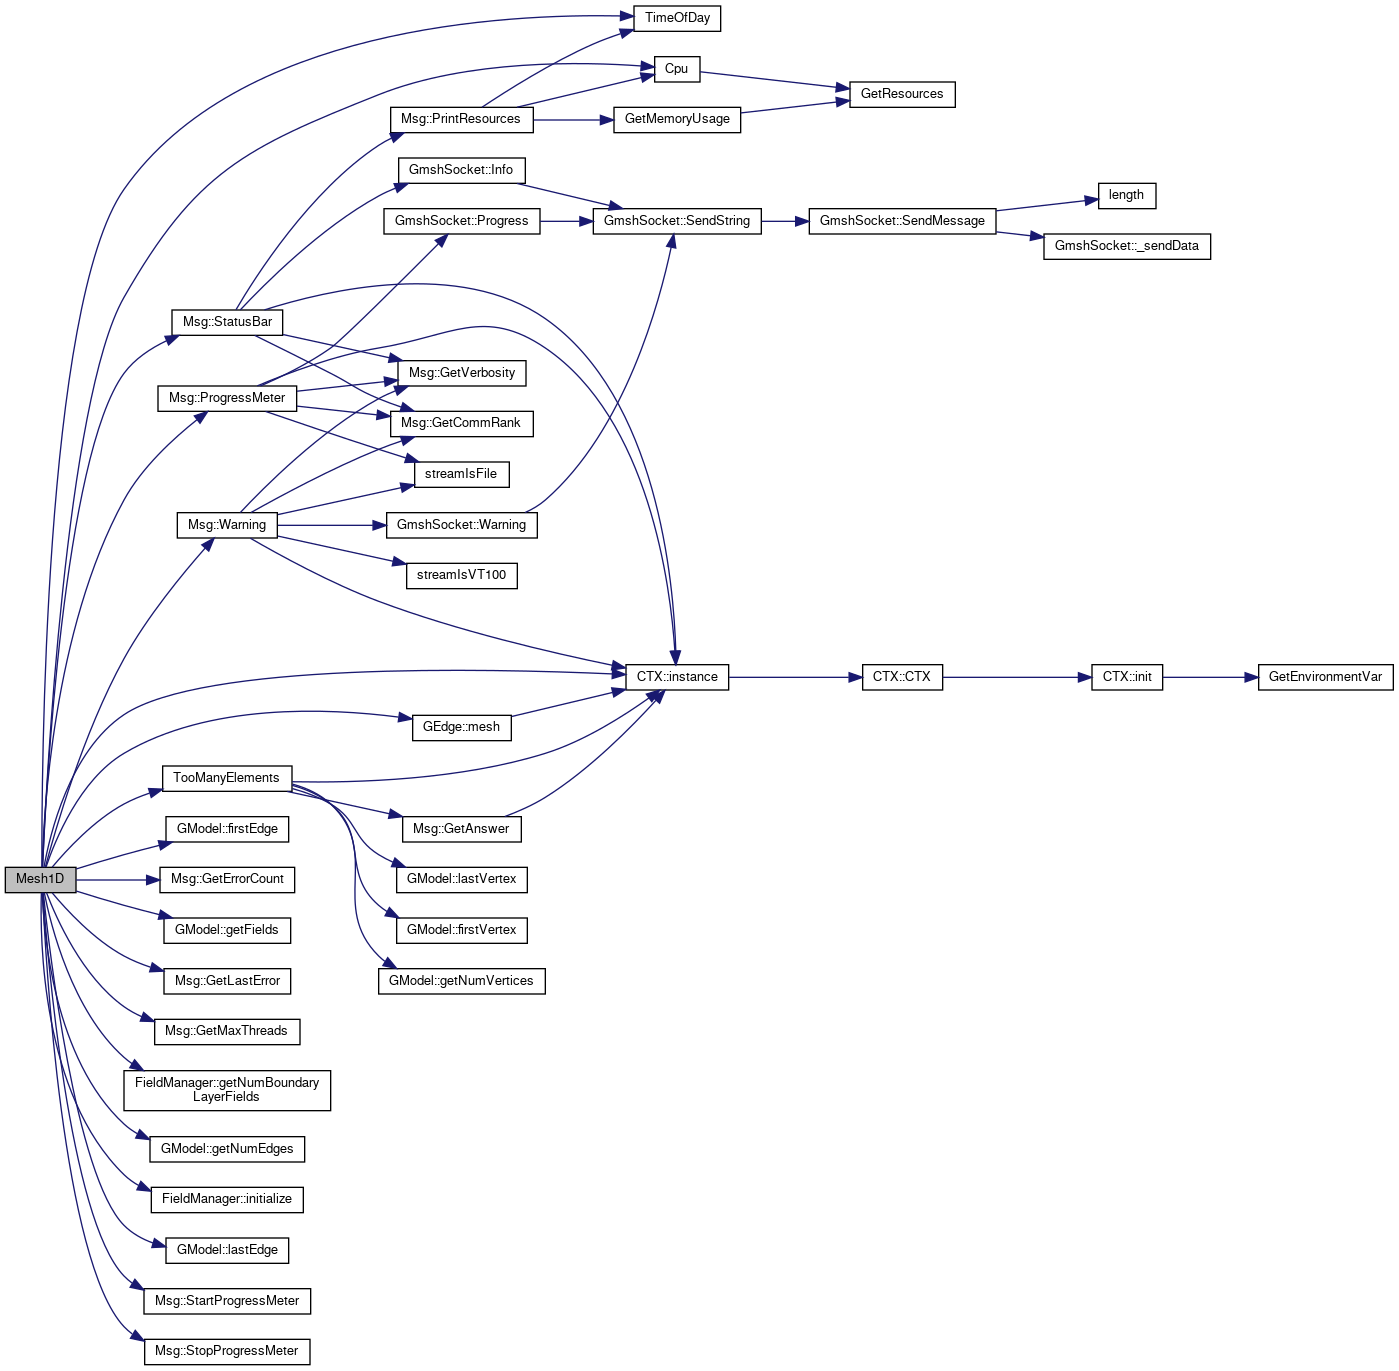 TimeOfDay
Cpu
GetResources
Msg::PrintResources
GetMemoryUsage
GmshSocket::Info
length
GmshSocket::Progress
GmshSocket::SendString
GmshSocket::SendMessage
GmshSocket::_sendData
Msg::StatusBar
Msg::GetVerbosity
Msg::ProgressMeter
Msg::GetCommRank
streamIsFile
Msg::Warning
GmshSocket::Warning
streamIsVT100
CTX::instance
CTX::CTX
CTX::init
GetEnvironmentVar
GEdge::mesh
TooManyElements
GModel::firstEdge
Msg::GetAnswer
Mesh1D
Msg::GetErrorCount
GModel::lastVertex
GModel::getFields
GModel::firstVertex
Msg::GetLastError
GModel::getNumVertices
Msg::GetMaxThreads
FieldManager::getNumBoundary
LayerFields
GModel::getNumEdges
FieldManager::initialize
GModel::lastEdge
Msg::StartProgressMeter
Msg::StopProgressMeter